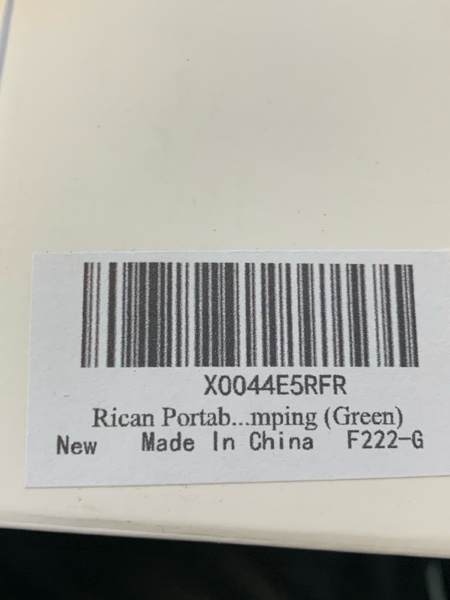 X0044E5RFR
Rican Portab...mping (Green)
New Made In China F222-G